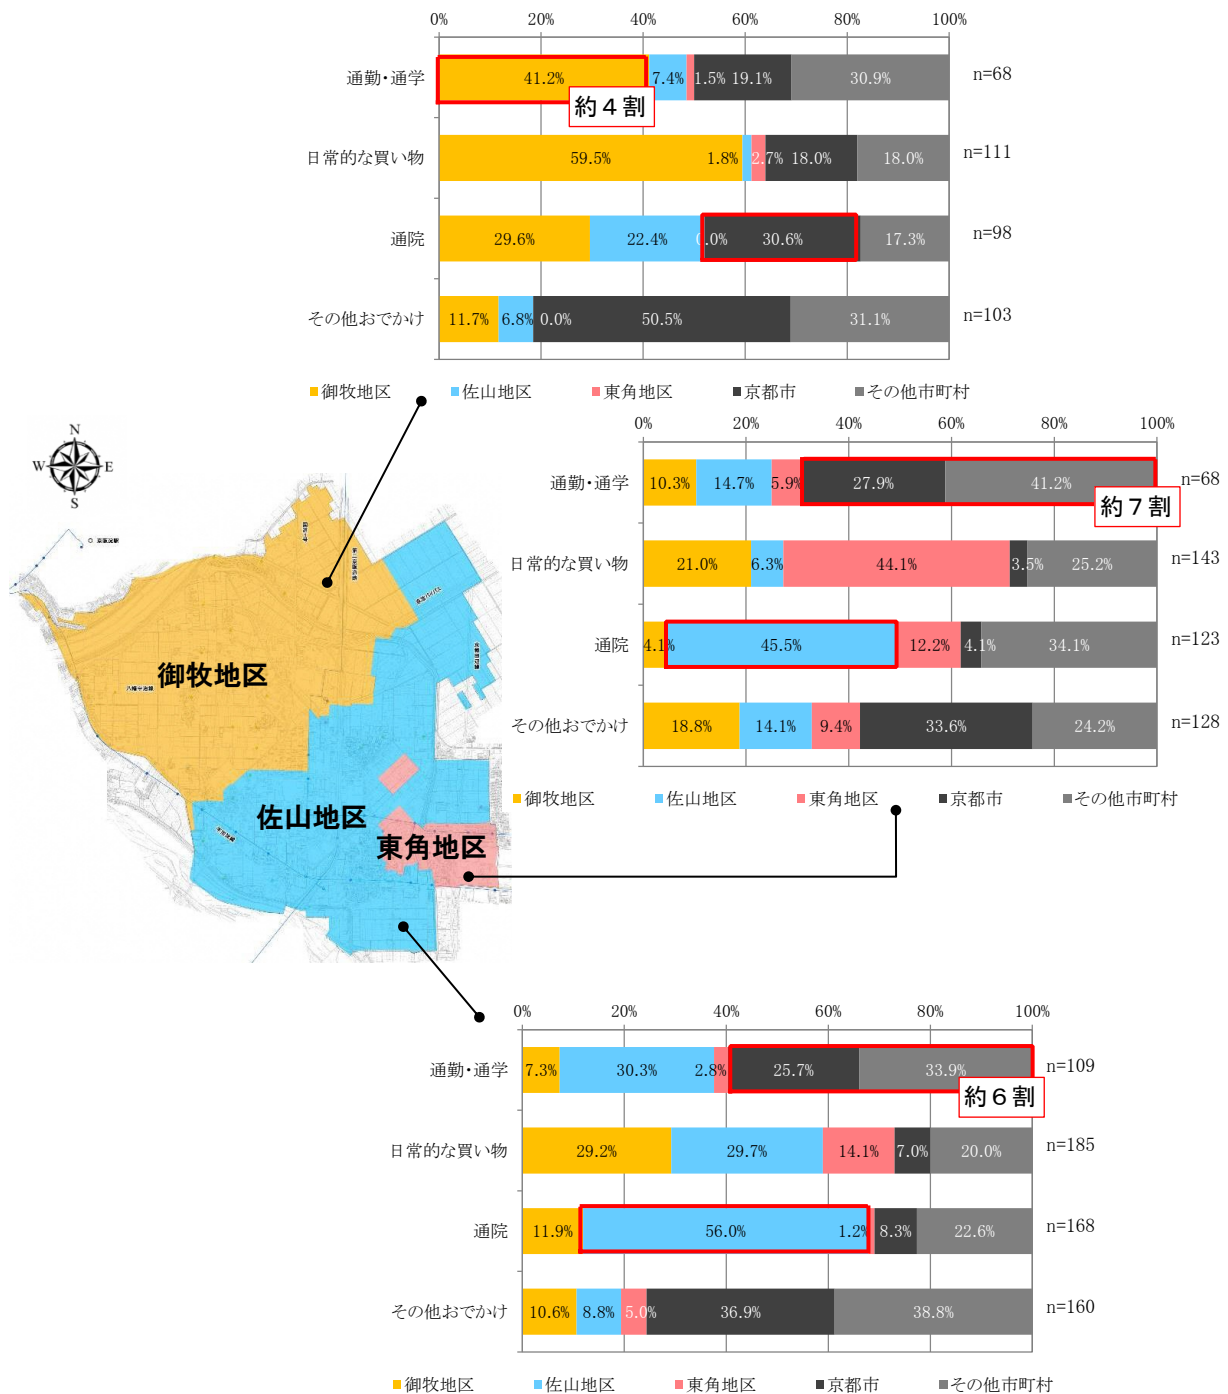 0% 20% 40% 60% 80% 100%
通勤・通学 41.2% 7.4% 1.5% 19.1% 30.9% n=68
約４割
日常的な買い物 59.5% 1.8% 2.7% 18.0% 18.0% n=111
通院 29.6% 22.4% 0.0% 30.6% 17.3% n=98
その他おでかけ 11.7% 6.8% 0.0% 50.5% 31.1% n=103
御牧地区 佐山地区 東角地区 京都市 その他市町村
0% 20% 40% 60% 80% 100%
通勤・通学 10.3% 14.7% 5.9% 27.9% 41.2% n=68
約７割
日常的な買い物 21.0% 6.3% 44.1% 3.5% 25.2% n=143
通院 4.1% 45.5% 12.2% 4.1% 34.1% n=123
その他おでかけ 18.8% 14.1% 9.4% 33.6% 24.2% n=128
御牧地区 佐山地区 東角地区 京都市 その他市町村
N
W E
S
御牧地区
佐山地区
東角地区
0% 20% 40% 60% 80% 100%
通勤・通学 7.3% 30.3% 2.8% 25.7% 33.9% n=109
約６割
日常的な買い物 29.2% 29.7% 14.1% 7.0% 20.0% n=185
通院 11.9% 56.0% 1.2% 8.3% 22.6% n=168
その他おでかけ 10.6% 8.8% 5.0% 36.9% 38.8% n=160
御牧地区 佐山地区 東角地区 京都市 その他市町村